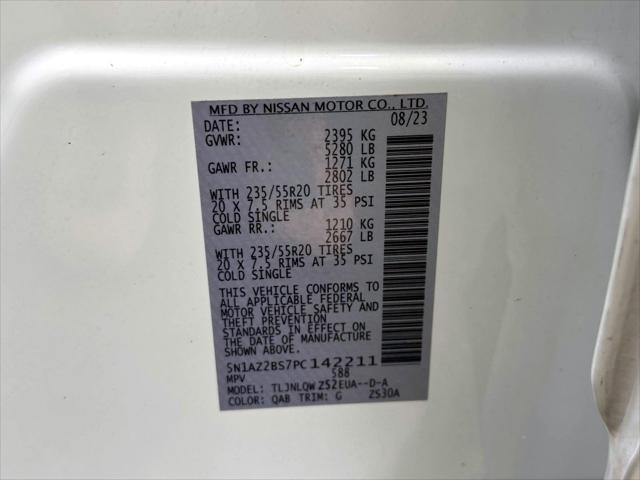 MFD BY NISSAN MOTOR CO., LTD.
DATE: 08/23
GVWR: 2395 KG
5280 LB
GAWR FR.: 1271 KG
2802 LB
WITH 235/55R20 TIRES
20 X 7.5 RIMS AT 35 PSI
COLD SINGLE
GAWR RR.: 1210 KG
2667 LB
WITH 235/55R20 TIRES
20 X 7.5 RIMS AT 35 PSI
COLD SINGLE
THIS VEHICLE CONFORMS TO
ALL APPLICABLE FEDERAL
MOTOR VEHICLE SAFETY AND
THEFT PREVENTION
STANDARDS IN EFFECT ON
THE DATE OF MANUFACTURE
SHOWN ABOVE.
5N1AZ2BS7PC142211
MPV 588
MODEL: TLJNLQW ZS2EUA--D-A
COLOR: QAB TRIM: G ZS30A